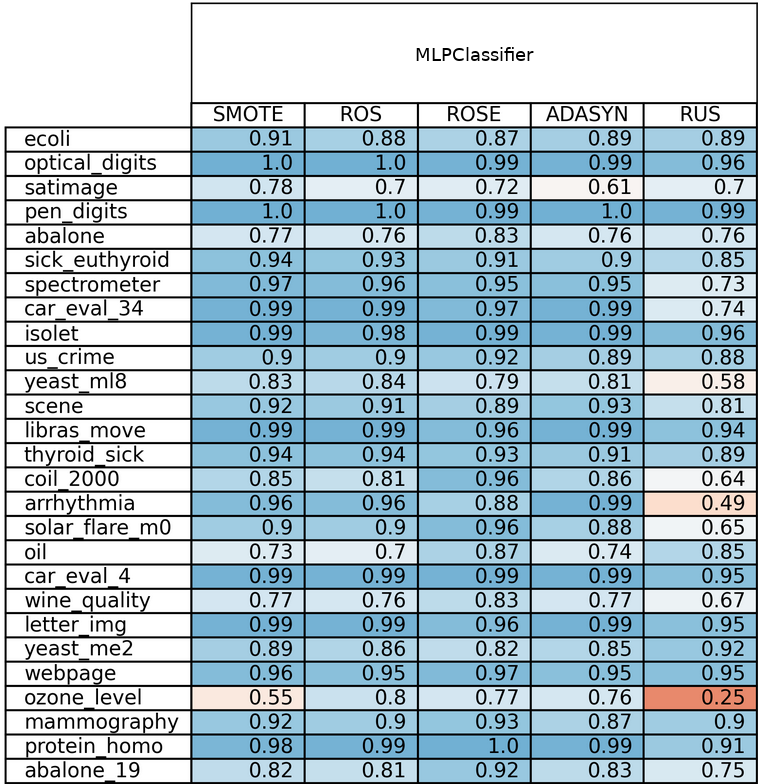 MLPClassifier
SMOTE ROS ROSE ADASYN RUS
ecoli 0.91 0.88 0.87 0.89 0.89
optical_digits 1.0 1.0 0.99 0.99 0.96
satimage 0.78 0.7 0.72 0.61 0.7
pen_digits 1.0 1.0 0.99 1.0 0.99
abalone 0.77 0.76 0.83 0.76 0.76
sick_euthyroid 0.94 0.93 0.91 0.9 0.85
spectrometer 0.97 0.96 0.95 0.95 0.73
car_eval_34 0.99 0.99 0.97 0.99 0.74
isolet 0.99 0.98 0.99 0.99 0.96
us_crime 0.9 0.9 0.92 0.89 0.88
yeast_ml8 0.83 0.84 0.79 0.81 0.58
scene 0.92 0.91 0.89 0.93 0.81
libras_move 0.99 0.99 0.96 0.99 0.94
thyroid_sick 0.94 0.94 0.93 0.91 0.89
coil_2000 0.85 0.81 0.96 0.86 0.64
arrhythmia 0.96 0.96 0.88 0.99 0.49
solar_flare_m0 0.9 0.9 0.96 0.88 0.65
oil 0.73 0.7 0.87 0.74 0.85
car_eval_4 0.99 0.99 0.99 0.99 0.95
wine_quality 0.77 0.76 0.83 0.77 0.67
letter_img 0.99 0.99 0.96 0.99 0.95
yeast_me2 0.89 0.86 0.82 0.85 0.92
webpage 0.96 0.95 0.97 0.95 0.95
ozone_level 0.55 0.8 0.77 0.76 0.25
mammography 0.92 0.9 0.93 0.87 0.9
protein_homo 0.98 0.99 1.0 0.99 0.91
abalone_19 0.82 0.81 0.92 0.83 0.75